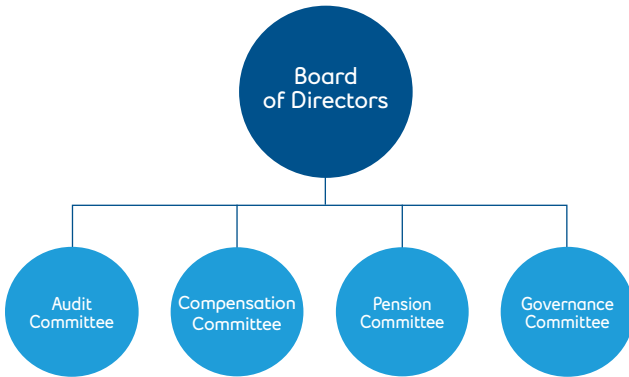 Board
of Directors
Audit
Committee
Compensation
Committee
Pension
Committee
Governance
Committee